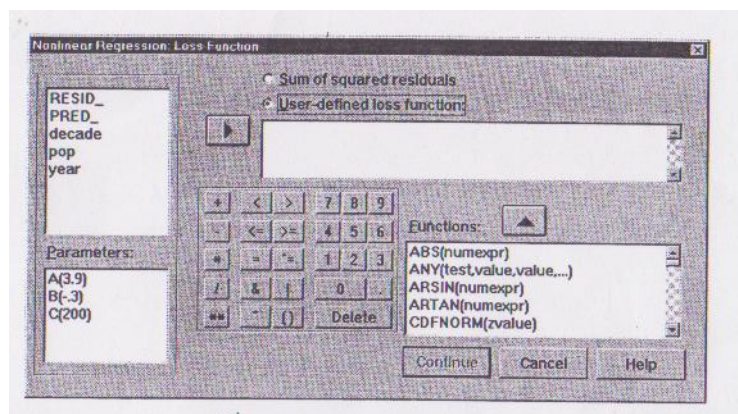 Nonlinear Regression: Loss Function
Sum of squared residuals
User-defined loss function:
RESID_
PRED_
decade
pop
year
+ < > 7 8 9
- <= >= 4 5 6
* = ~= 1 2 3
/ & | 0 .
** ~ () Delete
Functions:
ABS(numexpr)
ANY(test,value,value,...)
ARSIN(numexpr)
ARTAN(numexpr)
CDFNORM(zvalue)
Parameters:
A(3.9)
B(-.3)
C(200)
Continue Cancel Help